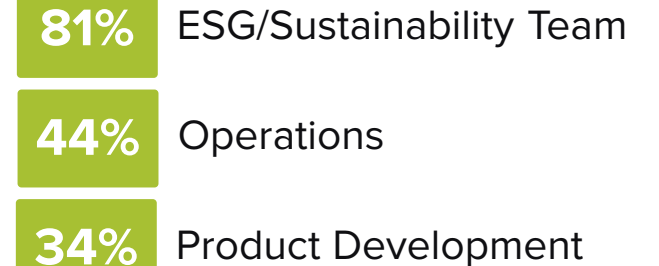 81% ESG/Sustainability Team
44% Operations
34% Product Development